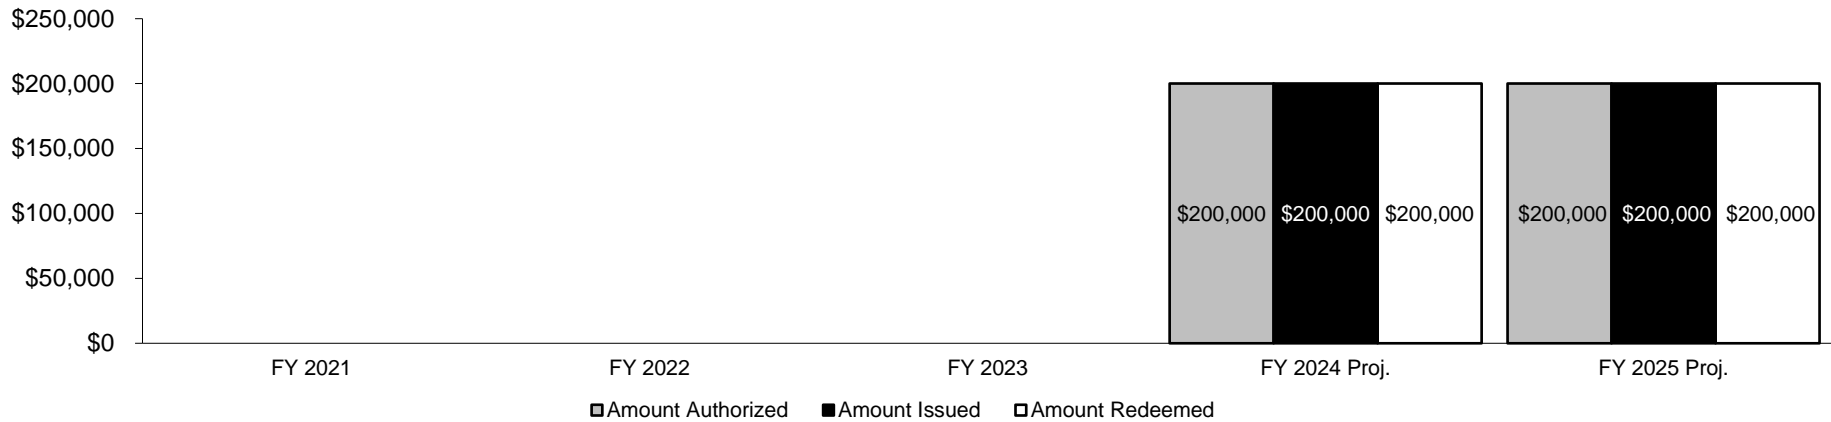 $250,000
$200,000
$150,000
$100,000
$50,000
$0
$200,000 $200,000 $200,000 $200,000 $200,000 $200,000
FY 2021 FY 2022 FY 2023 FY 2024 Proj. FY 2025 Proj.
Amount Authorized Amount Issued Amount Redeemed